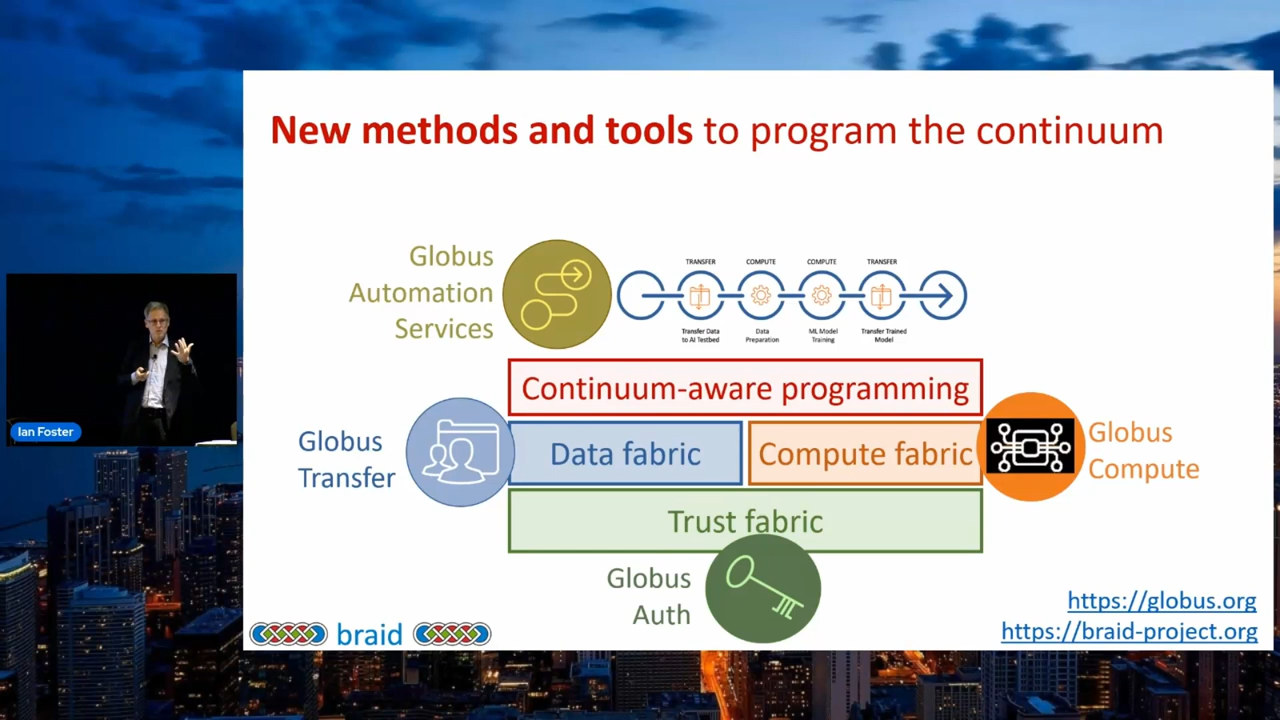 New methods and tools to program the continuum
Globus
Automation
Services
TRANSFER
COMPUTE
COMPUTE
TRANSFER
Transfer Data
to AI Testbed
Data
Preparation
ML Model
Training
Transfer Trained
Model
Continuum-aware programming
Globus
Transfer
Data fabric
Compute fabric
Globus
Compute
Trust fabric
Globus
Auth
Ian Foster
braid
https://globus.org
https://braid-project.org